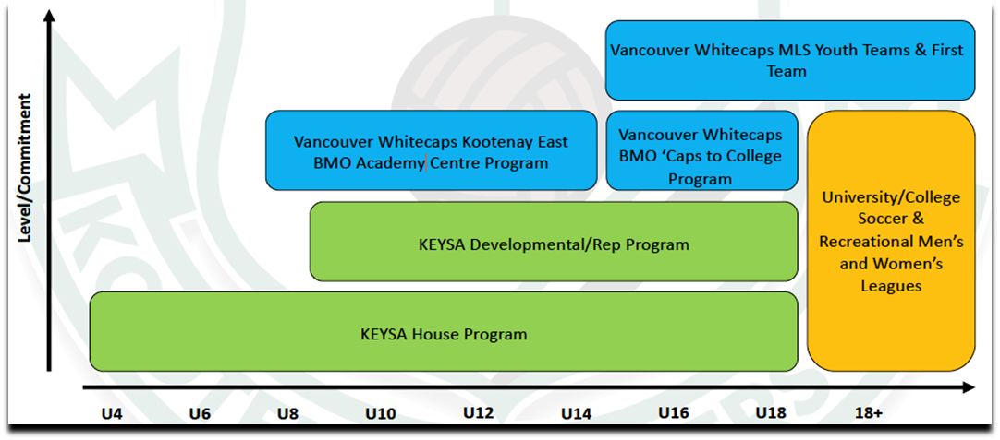 Vancouver Whitecaps MLS Youth Teams & First
Team
Vancouver Whitecaps Kootenay East
BMO Academy Centre Program
Vancouver Whitecaps
BMO ‘Caps to College
Program
University/College
Soccer &
Recreational Men’s
and Women’s
Leagues
KEYSA Developmental/Rep Program
KEYSA House Program
Level/Commitment
U4 U6 U8 U10 U12 U14 U16 U18 18+